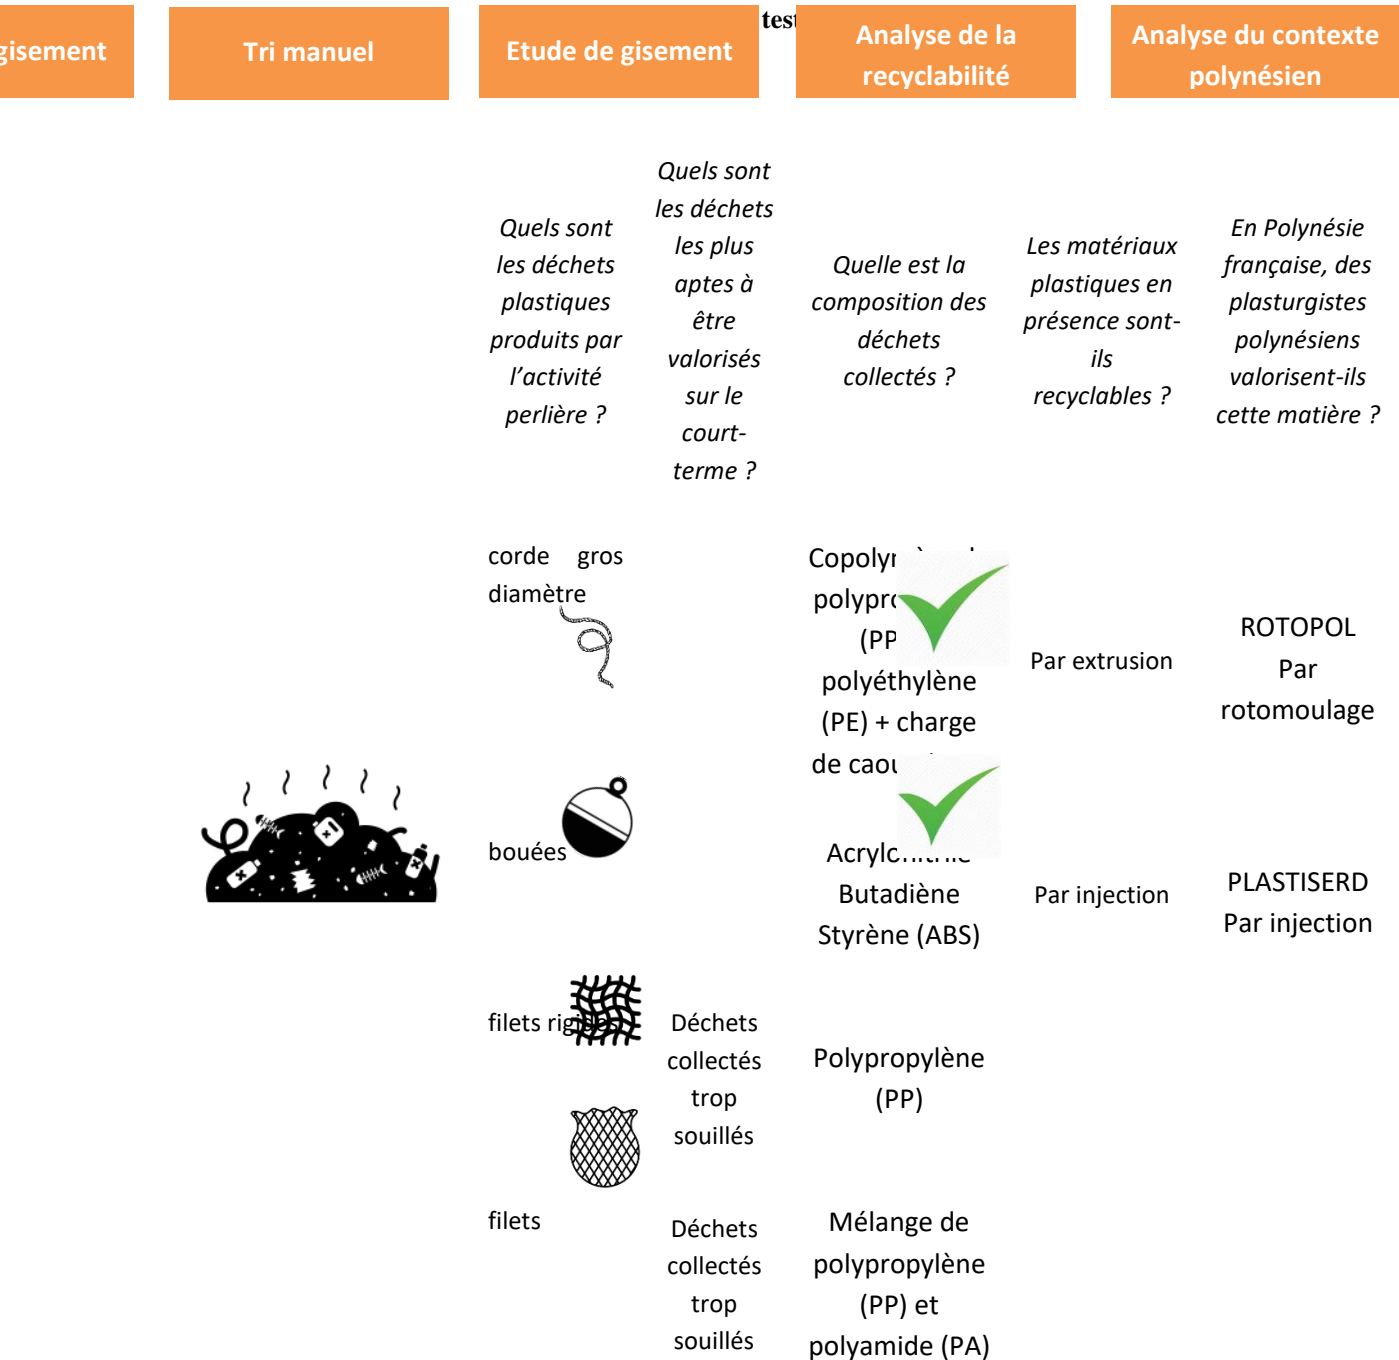 test
gisement
Tri manuel
Etude de gisement
Analyse de la
recyclabilité
Analyse du contexte
polynésien
Quels sont
les déchets
plastiques
produits par
l’activité
perlière ?
Quels sont
les déchets
les plus
aptes à
être
valorisés
sur le
court-
terme ?
Quelle est la
composition des
déchets
collectés ?
Les matériaux
plastiques en
présence sont-
ils
recyclables ?
En Polynésie
française, des
plasturgistes
polynésiens
valorisent-ils
cette matière ?
corde gros
diamètre
(PP
polyéthylène
(PE) + charge
de
Par extrusion
ROTOPOL
Par
rotomoulage
bouées
Butadiène
Styrène (ABS)
Par injection
PLASTISERD
Par injection
filets rigides
Déchets
collectés
trop
souillés
Polypropylène
(PP)
filets
Déchets
collectés
trop
souillés
Mélange de
polypropylène
(PP) et
polyamide (PA)